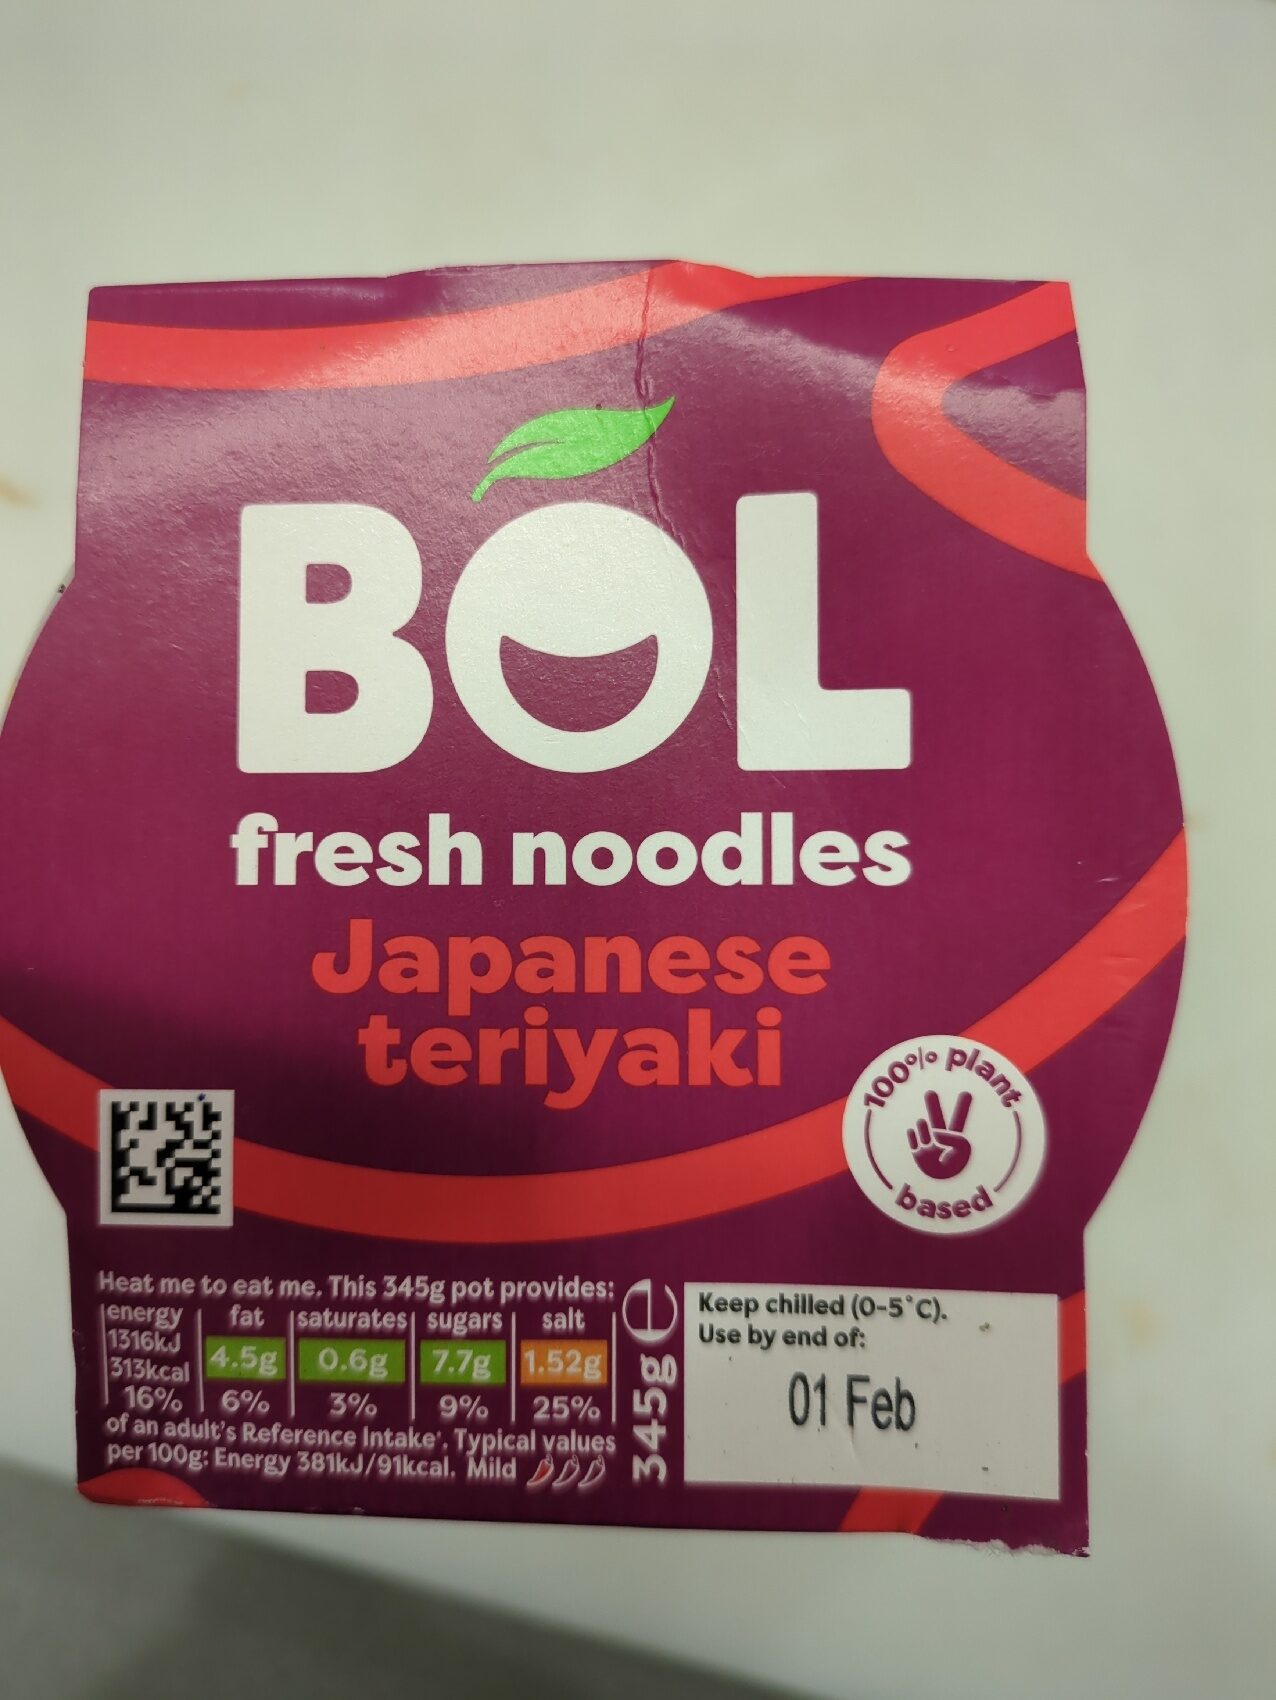 BOL
fresh noodles
Japanese
teriyaki
100% plant
based
Heat me to eat me. This 345g pot provides:
energy fat saturates sugars salt
1316kJ
313kcal 4.5g 0.6g 7.7g 1.52g
16% 6% 3% 9% 25%
of an adult's Reference Intake*. Typical values
per 100g: Energy 381kJ/91kcal. Mild
345g e
Keep chilled (0-5°C).
Use by end of:
01 Feb